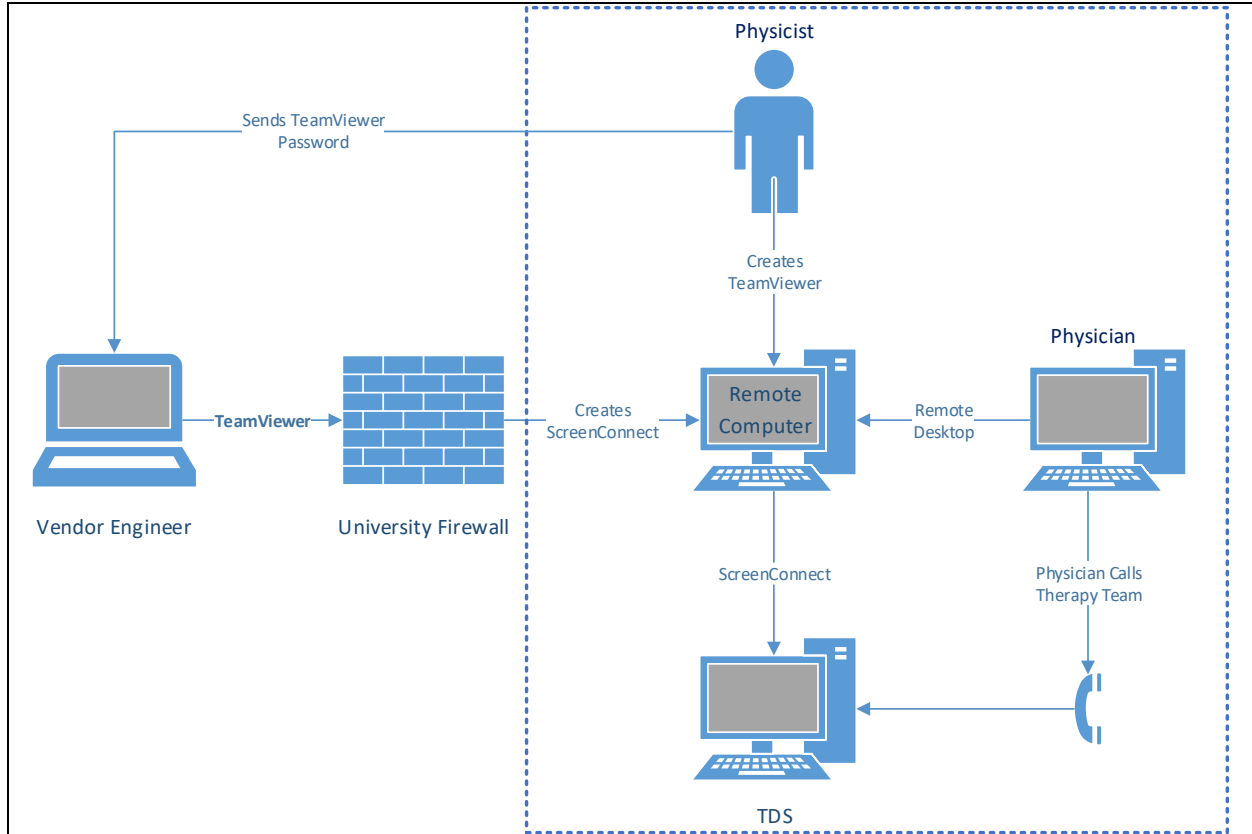 Physicist
Sends TeamViewer
Password
Creates
TeamViewer
Physician
TeamViewer
Creates
ScreenConnect
Remote
Computer
Remote
Desktop
Vendor Engineer
University Firewall
ScreenConnect
Physician Calls
Therapy Team
TDS